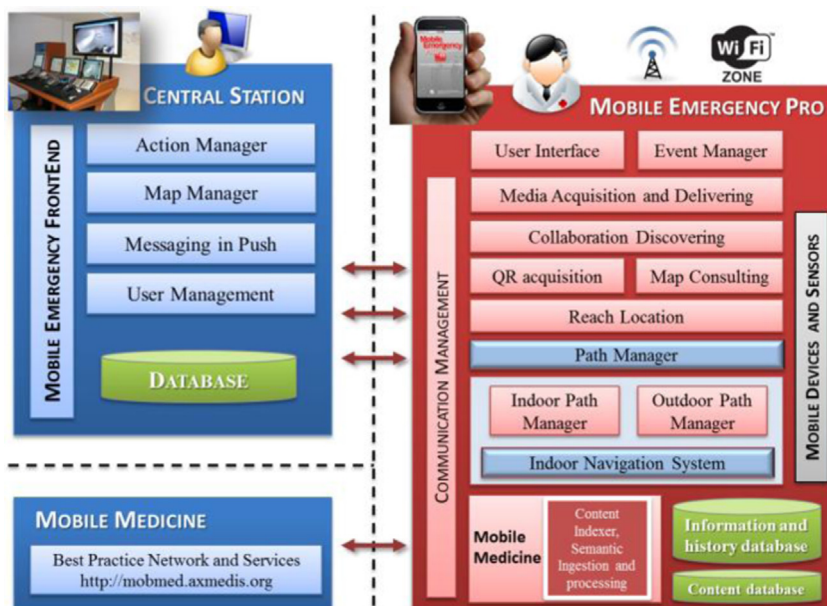 CENTRAL STATION
MOBILE EMERGENCY FRONTEND
Action Manager
Map Manager
Messaging in Push
User Management
DATABASE
MOBILE MEDICINE
Best Practice Network and Services
http://mobmed.axmedis.org
Mobile
Emergency
Wi Fi
ZONE
MOBILE EMERGENCY PRO
COMMUNICATION MANAGEMENT
User Interface
Event Manager
Media Acquisition and Delivering
Collaboration Discovering
QR acquisition
Map Consulting
Reach Location
Path Manager
Indoor Path
Manager
Outdoor Path
Manager
Indoor Navigation System
MOBILE DEVICES AND SENSORS
Mobile
Medicine
Content
Indexer,
Semantic
Ingestion and
processing
Information and
history database
Content database